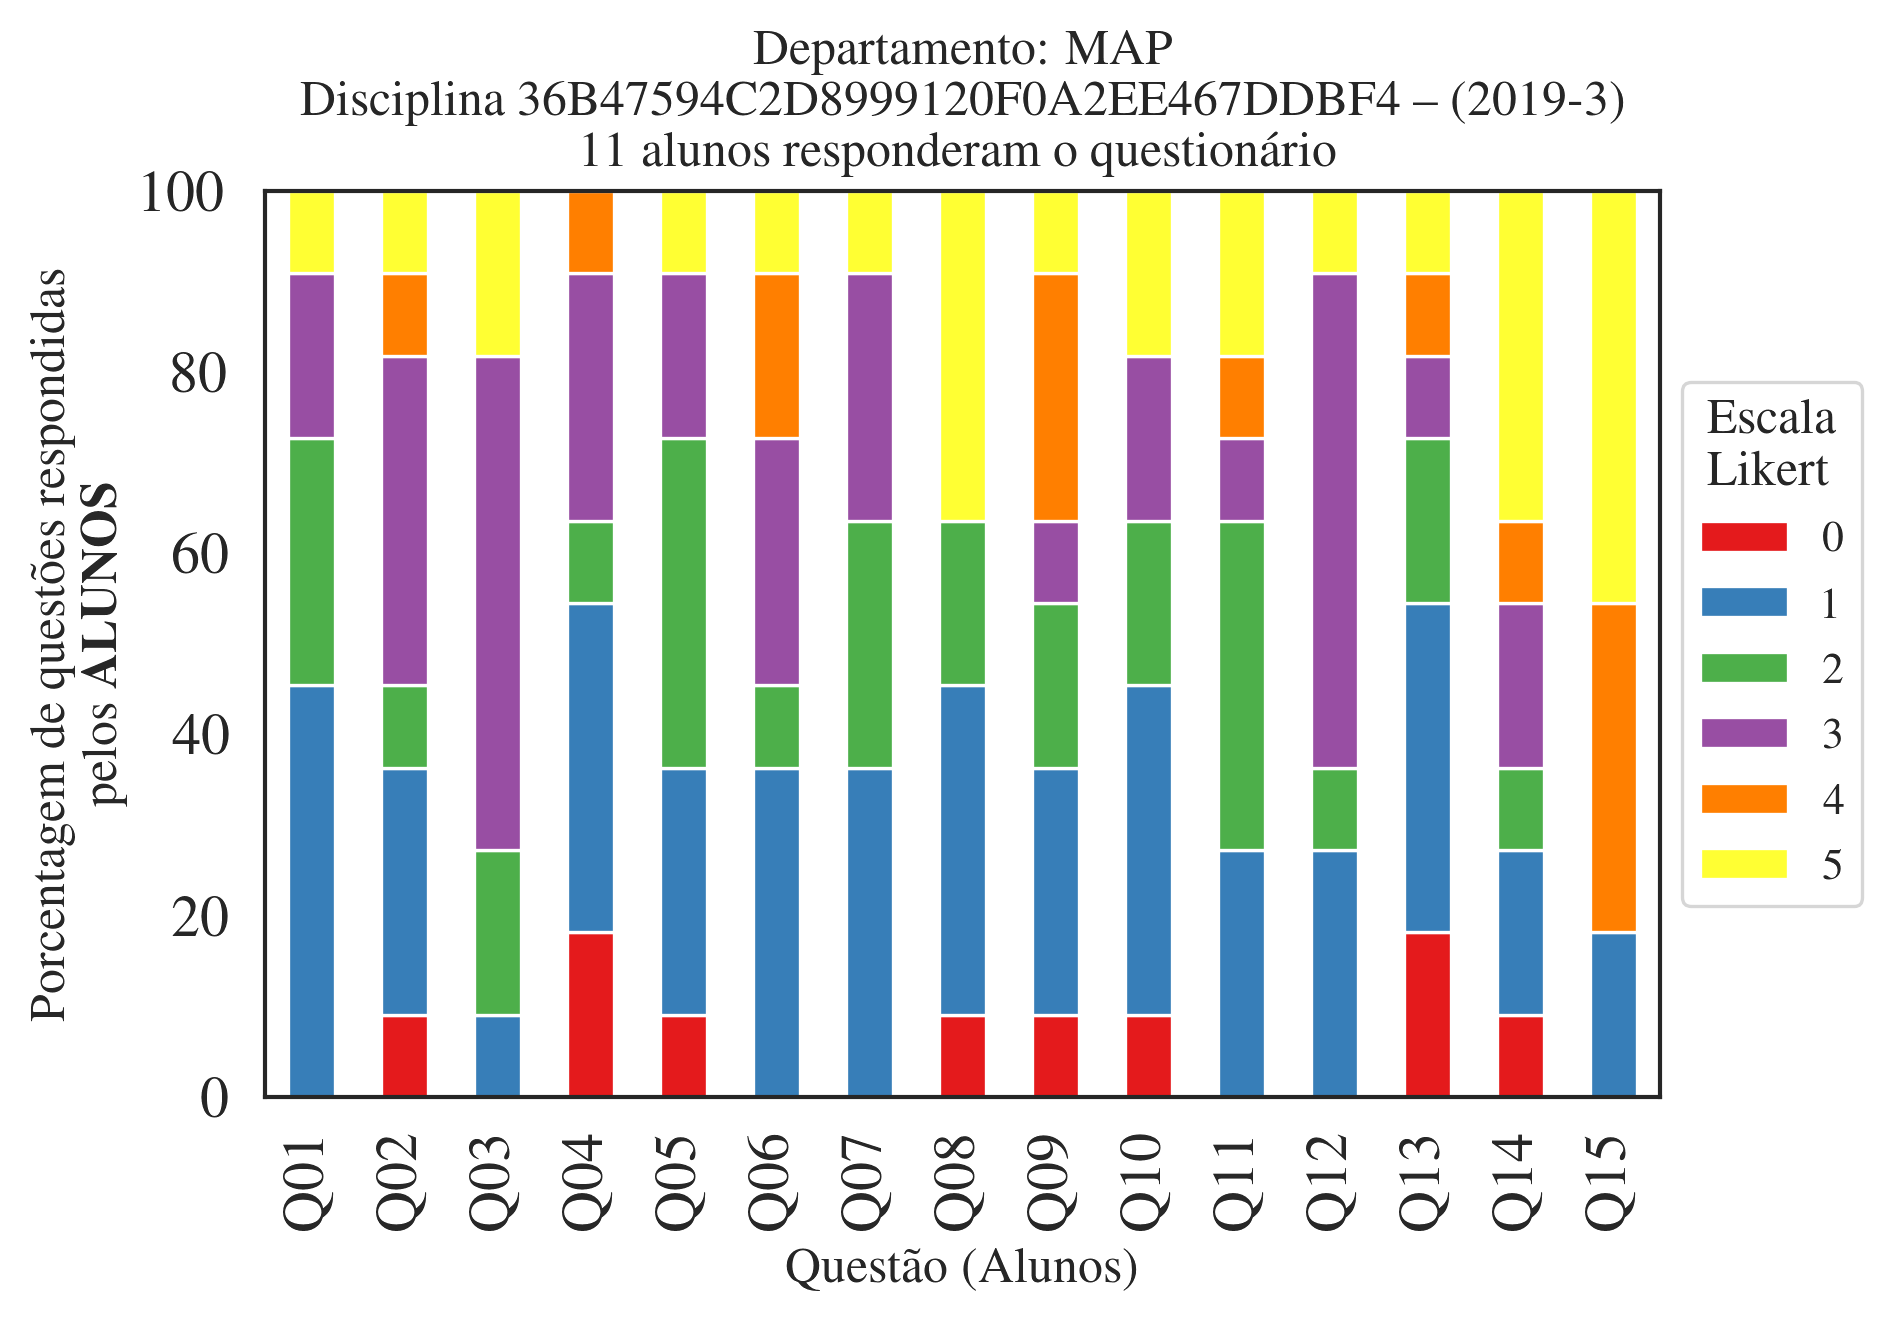 Departamento: MAP
Disciplina 36B47594C2D8999120F0A2EE467DDBF4 – (2019-3)
11 alunos responderam o questionário
Porcentagem de questões respondidas
pelos ALUNOS
100
80
60
40
20
0
Q01
Q02
Q03
Q04
Q05
Q06
Q07
Q08
Q09
Q10
Q11
Q12
Q13
Q14
Q15
Questão (Alunos)
Escala
Likert
0
1
2
3
4
5